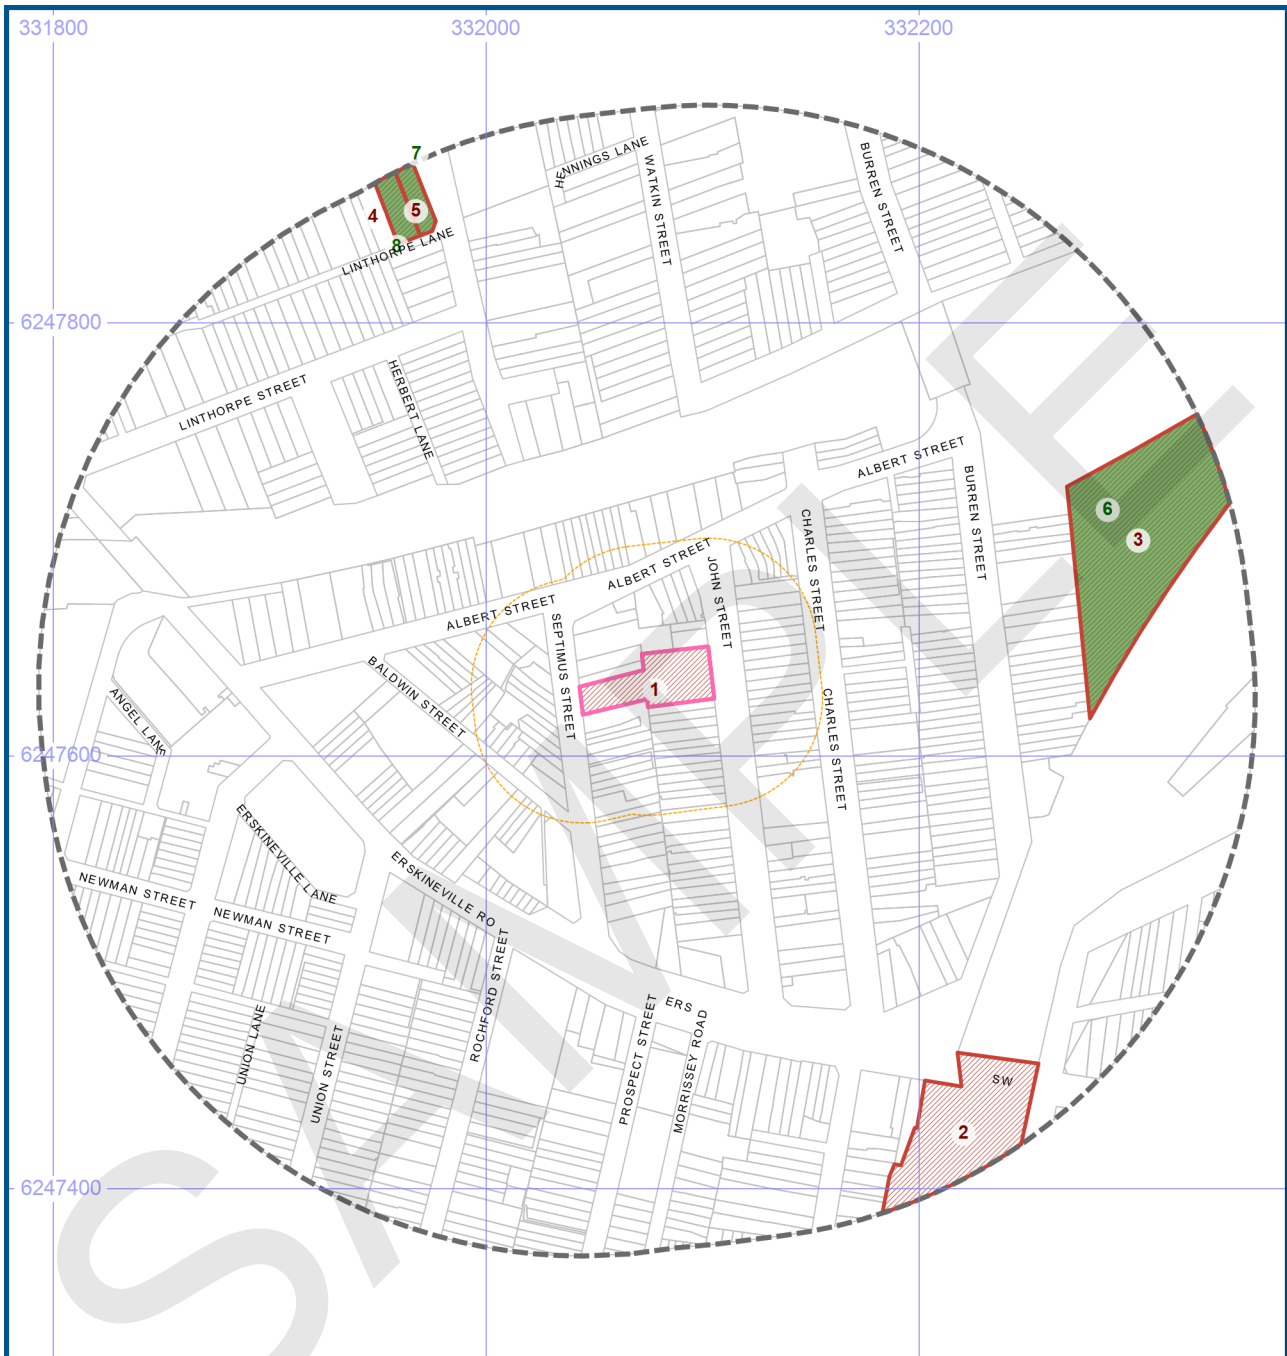 331800
332000
332200
HENNINGS LANE
WATKIN STREET
BURREN STREET
7
4
5
8
LINTHORPE LANE
6247800
LINTHORPE STREET
HERBERT LANE
ALBERT STREET
BURREN STREET
6
3
CHARLES STREET
ALBERT STREET
JOHN STREET
ALBERT STREET
SEPTIMUS STREET
BALDWIN STREET
1
ANGEL LANE
CHARLES STREET
6247600
ERSKINEVILLE LANE
ERSKINEVILLE RO
NEWMAN STREET
NEWMAN STREET
ROCHFORD STREET
ERS
PROSPECT STREET
MORRISSEY ROAD
UNION LANE
UNION STREET
SW
2
6247400
SAMPLE